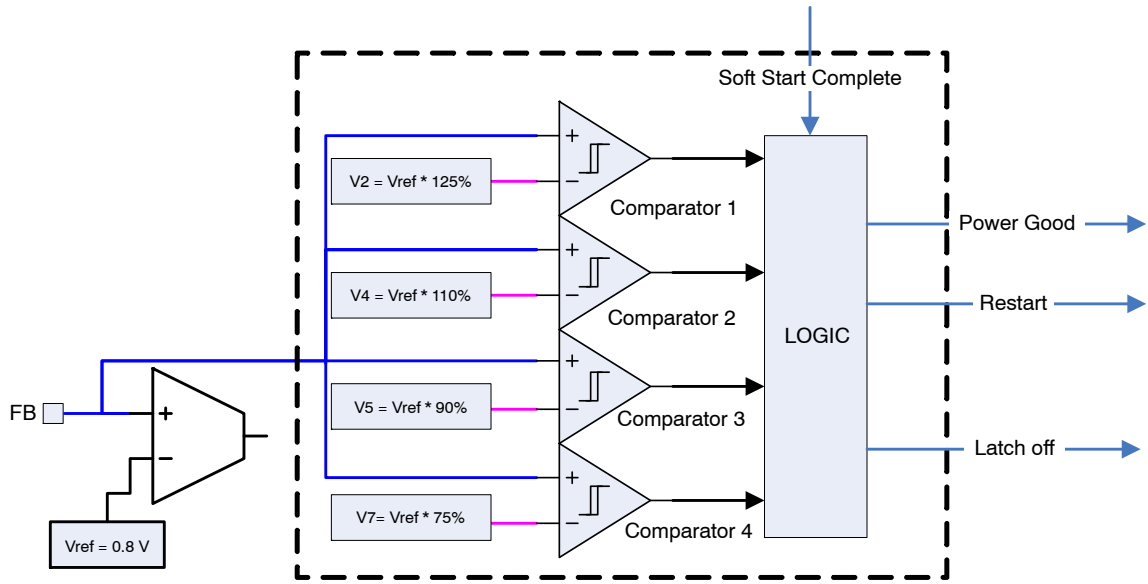 Soft Start Complete
+
V2 = Vref * 125%
−
Comparator 1
+
V4 = Vref * 110%
−
Comparator 2
Power Good
Restart
LOGIC
+
V5 = Vref * 90%
−
Comparator 3
FB
+
−
Latch off
+
V7= Vref * 75%
−
Comparator 4
Vref = 0.8 V